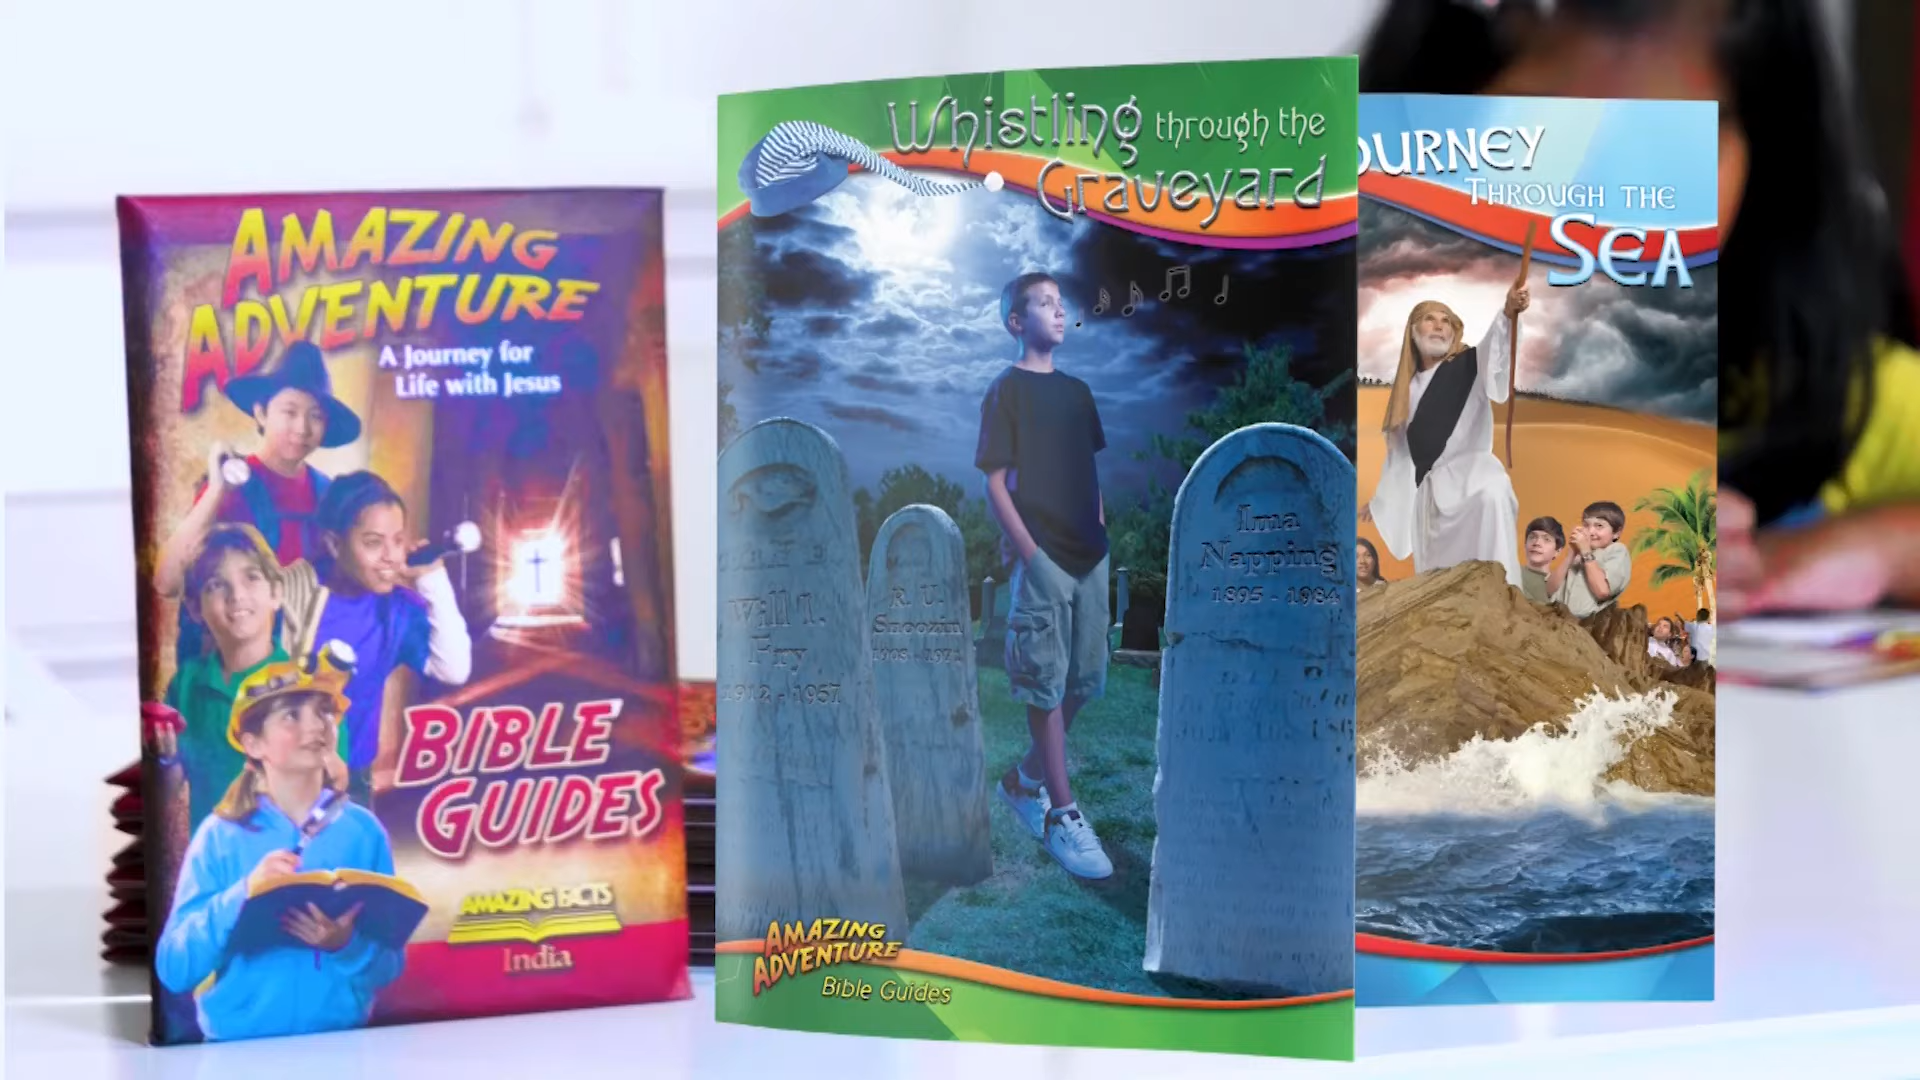 AMAZING
ADVENTURE
A Journey for
Life with Jesus
BIBLE
GUIDES
AMAZING FACTS
India
Whistling through the
Graveyard
Will I.
Fry
1912 - 1957
R. U.
Snoozin
Ima
Napping
1895 - 1984
AMAZING
ADVENTURE
Bible Guides
OURNEY
THROUGH THE
SEA